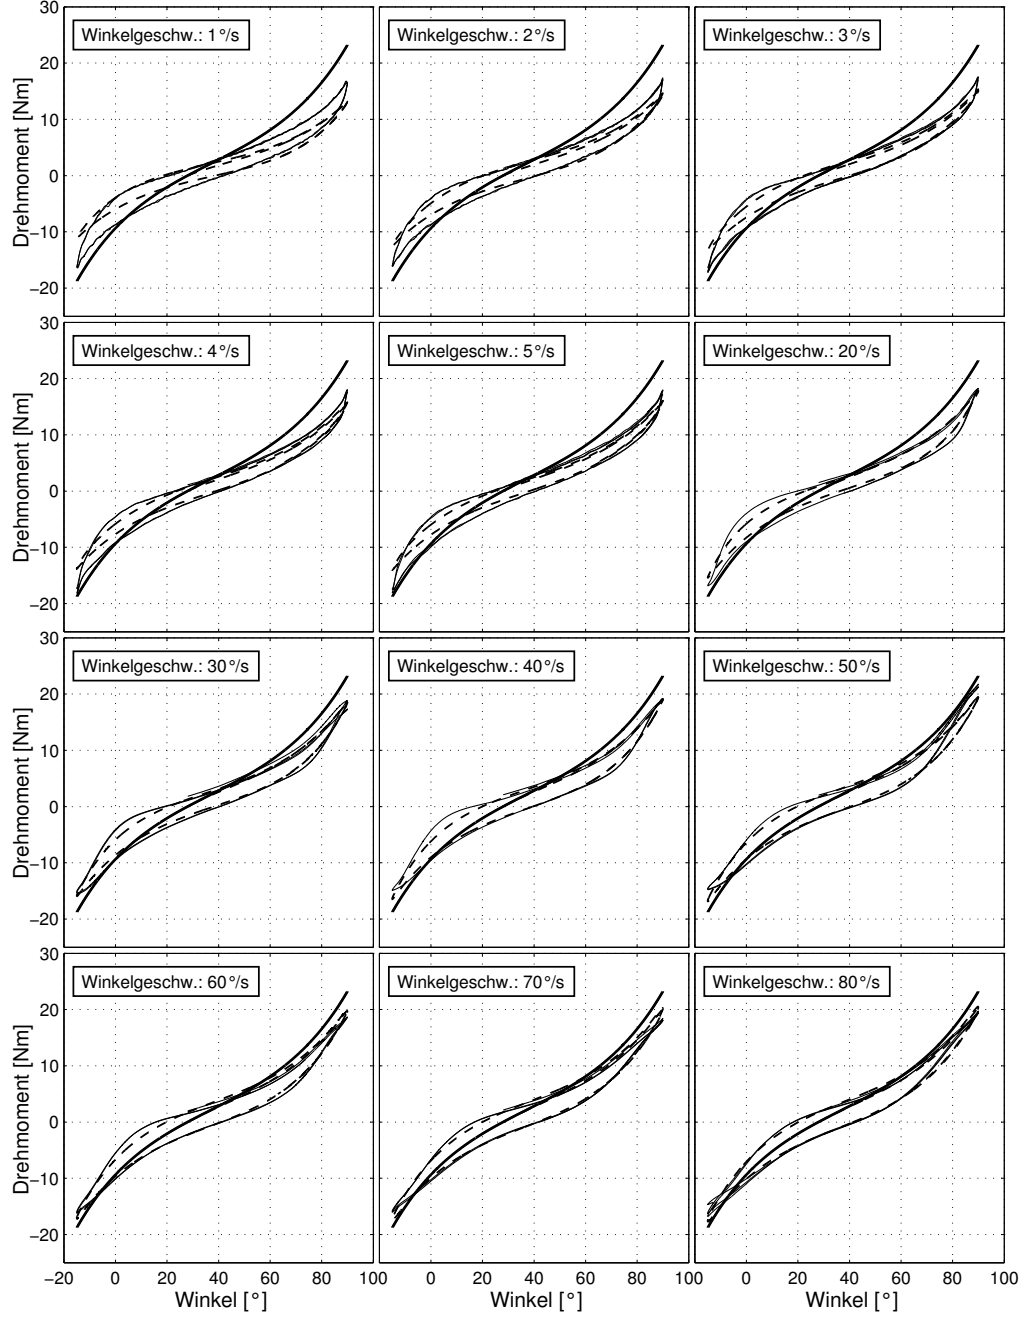 30
Winkelgeschw.: 1°/s
Winkelgeschw.: 2°/s
Winkelgeschw.: 3°/s
20
10
0
−10
−20
Drehmoment [Nm]
30
Winkelgeschw.: 4°/s
Winkelgeschw.: 5°/s
Winkelgeschw.: 20°/s
20
10
0
−10
−20
Drehmoment [Nm]
30
Winkelgeschw.: 30°/s
Winkelgeschw.: 40°/s
Winkelgeschw.: 50°/s
20
10
0
−10
−20
Drehmoment [Nm]
30
Winkelgeschw.: 60°/s
Winkelgeschw.: 70°/s
Winkelgeschw.: 80°/s
20
10
0
−10
−20
Drehmoment [Nm]
−20 0 20 40 60 80 100 0 20 40 60 80 100 0 20 40 60 80 100
Winkel [°] Winkel [°] Winkel [°]